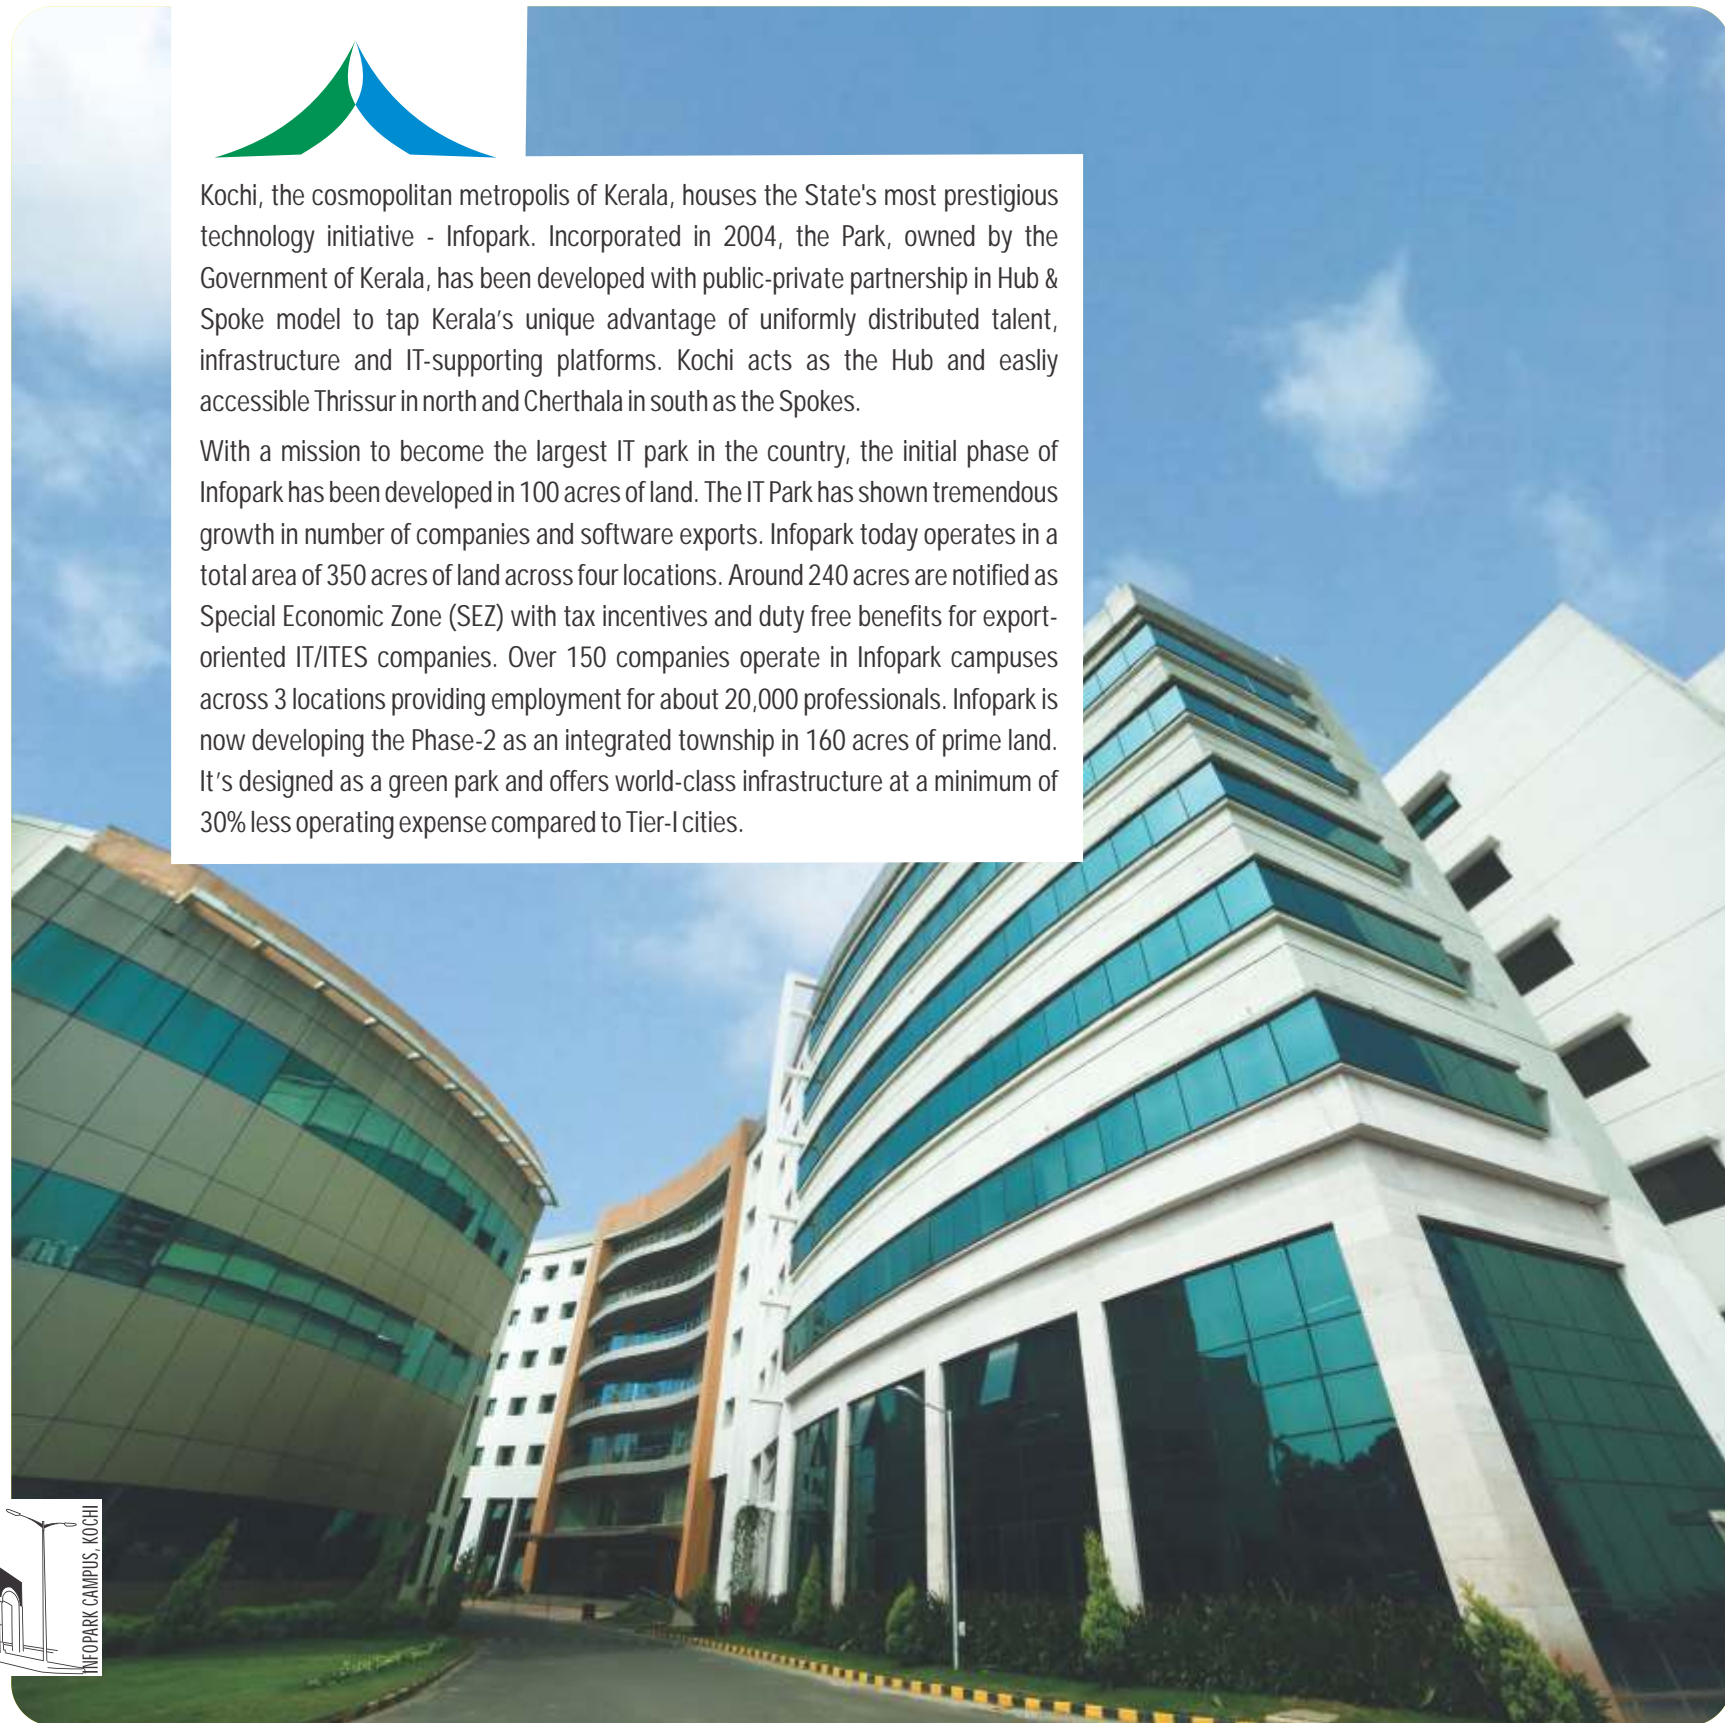 Kochi, the cosmopolitan metropolis of Kerala, houses the State's most prestigious
technology initiative - Infopark. Incorporated in 2004, the Park, owned by the
Government of Kerala, has been developed with public-private partnership in Hub &
Spoke model to tap Kerala’s unique advantage of uniformly distributed talent,
infrastructure and IT-supporting platforms. Kochi acts as the Hub and easliy
accessible Thrissur in north and Cherthala in south as the Spokes.
With a mission to become the largest IT park in the country, the initial phase of
Infopark has been developed in 100 acres of land. The IT Park has shown tremendous
growth in number of companies and software exports. Infopark today operates in a
total area of 350 acres of land across four locations. Around 240 acres are notified as
Special Economic Zone (SEZ) with tax incentives and duty free benefits for export-
oriented IT/ITES companies. Over 150 companies operate in Infopark campuses
across 3 locations providing employment for about 20,000 professionals. Infopark is
now developing the Phase-2 as an integrated township in 160 acres of prime land.
It’s designed as a green park and offers world-class infrastructure at a minimum of
30% less operating expense compared to Tier-I cities.
INFOPARK CAMPUS, KOCHI